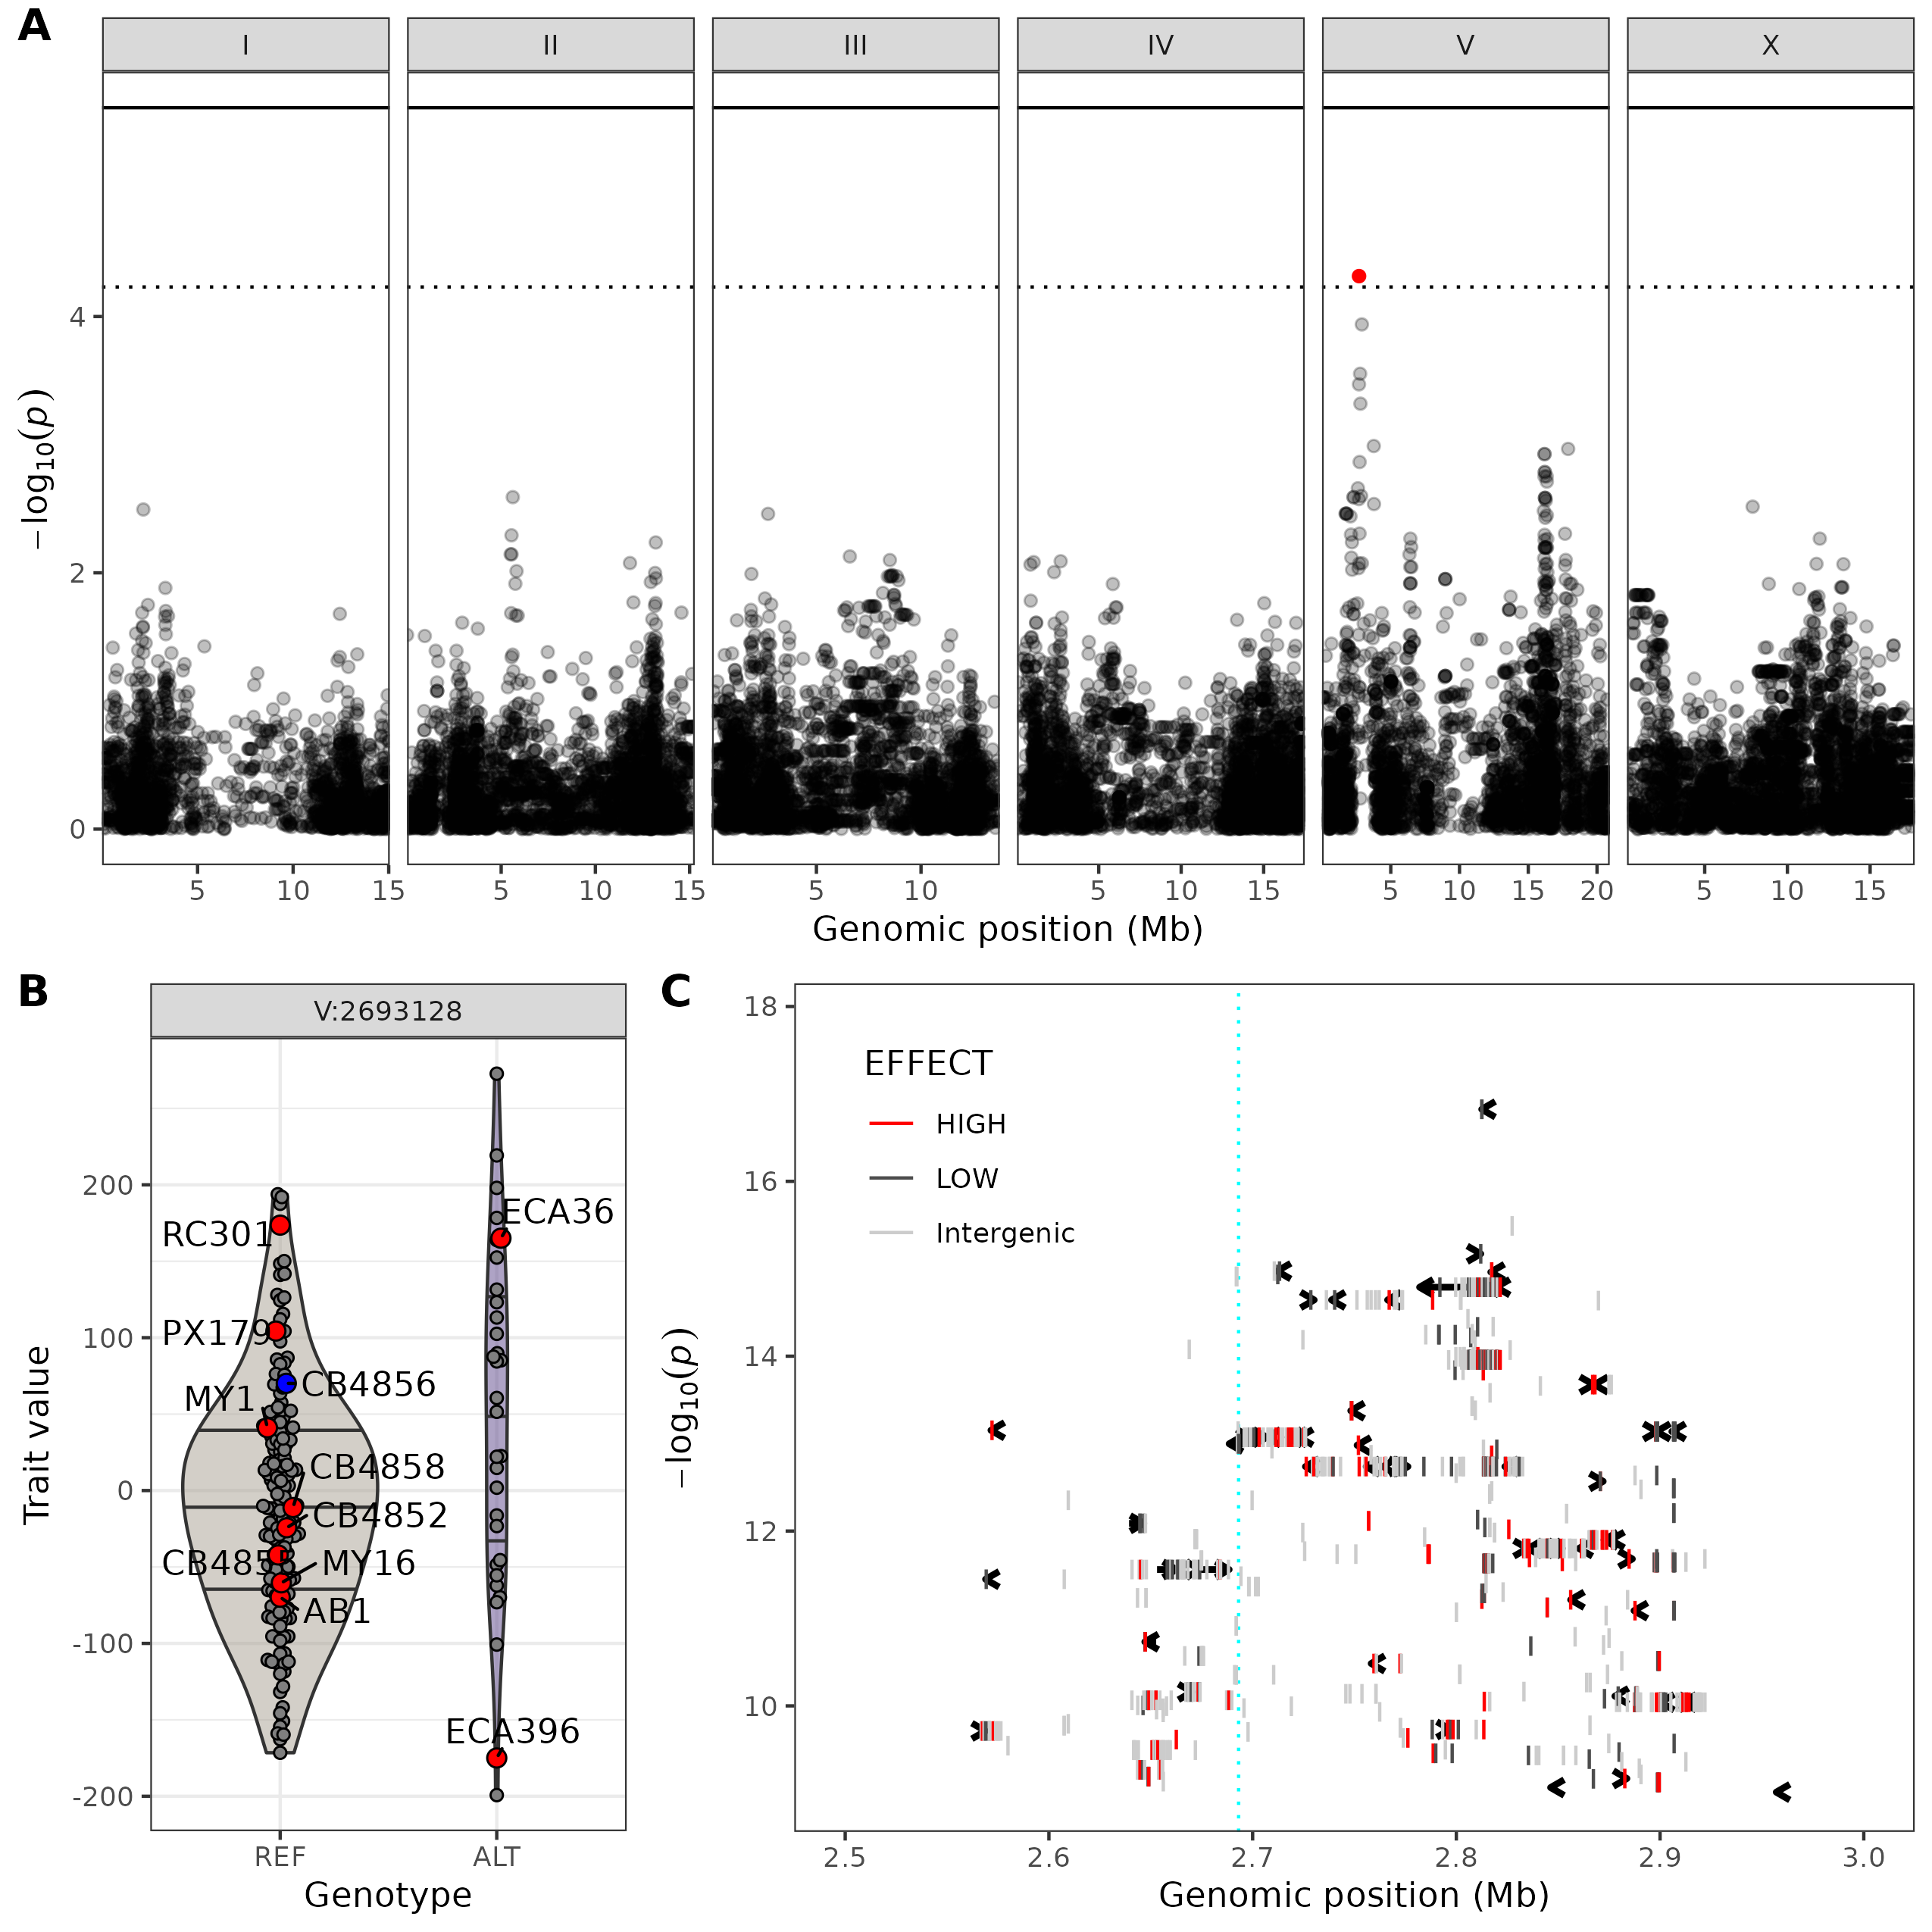 A
I II III IV V X
−log10(p)
4
2
0
5 10 15 5 10 15 5 10 5 10 15 5 10 15 20 5 10 15
Genomic position (Mb)
B
V:2693128
Trait value
200
100
0
-100
-200
RC301
ECA36
PX179
CB4856
MY1
CB4858
CB4852
MY16
AB1
ECA396
REF ALT
Genotype
C
−log10(p)
18
16
14
12
10
EFFECT
HIGH
LOW
Intergenic
2.5 2.6 2.7 2.8 2.9 3.0
Genomic position (Mb)